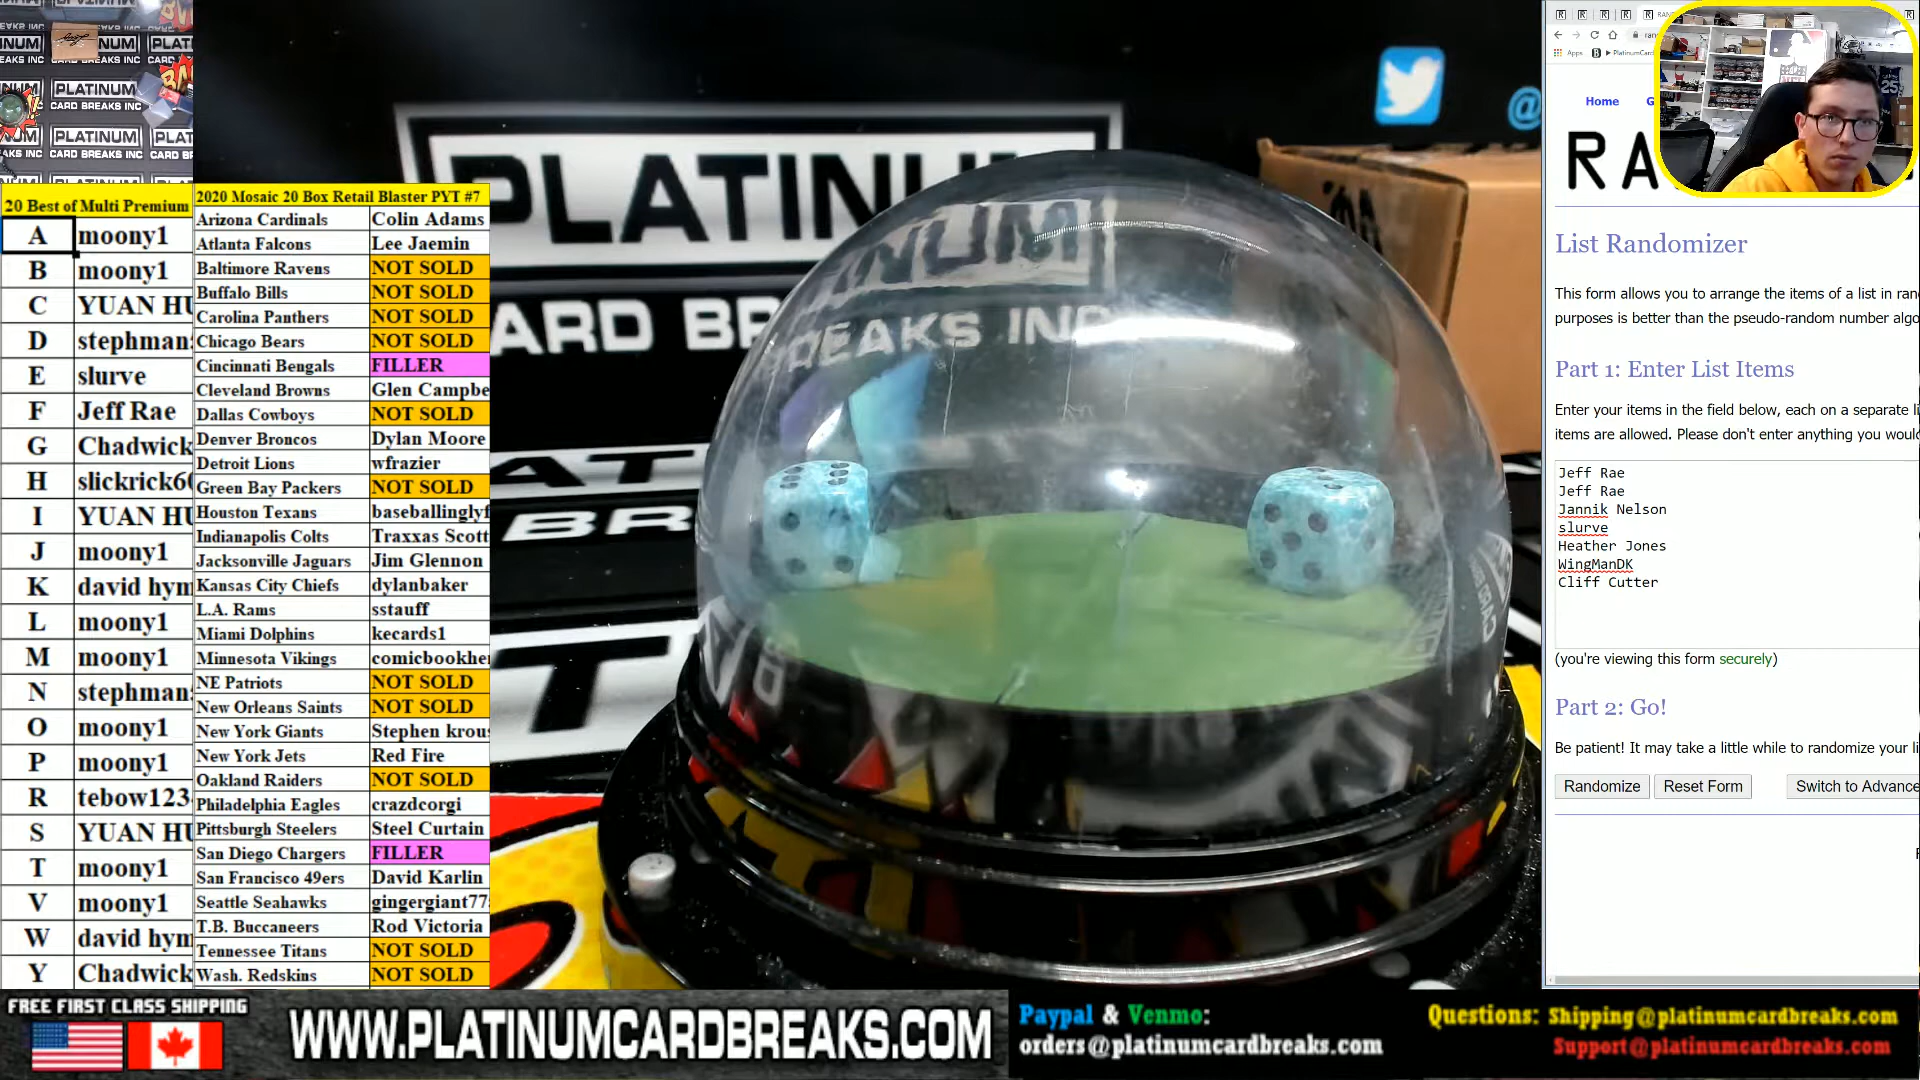 PLATINUM
CARD BREAKS INC
20 Best of Multi Premium
A moony1
B moony1
C YUAN HU
D stephman
E slurve
F Jeff Rae
G Chadwick
H slickrick60
I YUAN HU
J moony1
K david hym
L moony1
M moony1
N stephman
O moony1
P moony1
R tebow123
S YUAN HU
T moony1
V moony1
W david hym
Y Chadwick
2020 Mosaic 20 Box Retail Blaster PYT #7
Arizona Cardinals Colin Adams
Atlanta Falcons Lee Jaemin
Baltimore Ravens NOT SOLD
Buffalo Bills NOT SOLD
Carolina Panthers NOT SOLD
Chicago Bears NOT SOLD
Cincinnati Bengals FILLER
Cleveland Browns Glen Campbe
Dallas Cowboys NOT SOLD
Denver Broncos Dylan Moore
Detroit Lions wfrazier
Green Bay Packers NOT SOLD
Houston Texans baseballinglyf
Indianapolis Colts Traxxas Scott
Jacksonville Jaguars Jim Glennon
Kansas City Chiefs dylanbaker
L.A. Rams sstauff
Miami Dolphins kecards1
Minnesota Vikings comicbookhe
NE Patriots NOT SOLD
New Orleans Saints NOT SOLD
New York Giants Stephen krou
New York Jets Red Fire
Oakland Raiders NOT SOLD
Philadelphia Eagles crazdcorgi
Pittsburgh Steelers Steel Curtain
San Diego Chargers FILLER
San Francisco 49ers David Karlin
Seattle Seahawks gingergiant77
T.B. Buccaneers Rod Victoria
Tennessee Titans NOT SOLD
Wash. Redskins NOT SOLD
PLATINUM
CARD BREAKS INC
@
Apps PlatinumCar
Home G
RA
List Randomizer
This form allows you to arrange the items of a list in ran
purposes is better than the pseudo-random number algo
Part 1: Enter List Items
Enter your items in the field below, each on a separate li
items are allowed. Please don't enter anything you would
Jeff Rae
Jeff Rae
Jannik Nelson
slurve
Heather Jones
WingManDK
Cliff Cutter
(you're viewing this form securely)
Part 2: Go!
Be patient! It may take a little while to randomize your li
Randomize Reset Form Switch to Advance
FREE FIRST CLASS SHIPPING
WWW.PLATINUMCARDBREAKS.COM
Paypal & Venmo:
orders@platinumcardbreaks.com
Questions: Shipping@platinumcardbreaks.com
Support@platinumcardbreaks.com